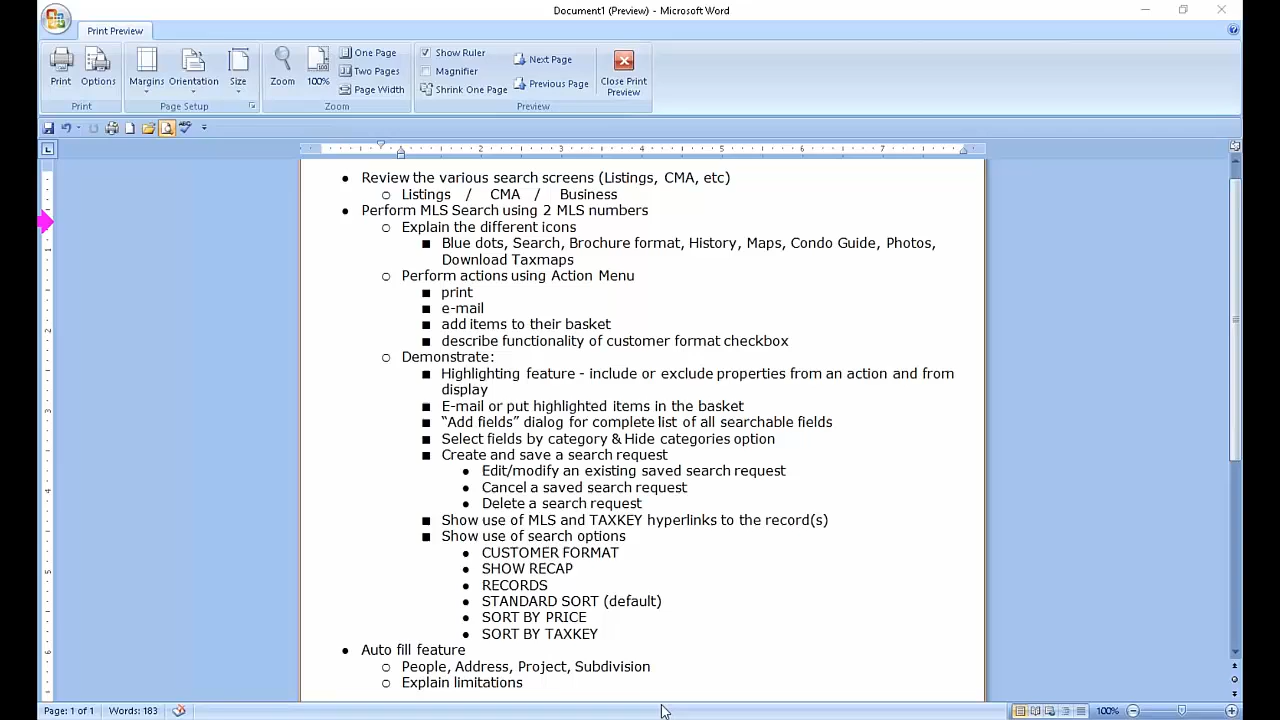 Document1 (Preview) - Microsoft Word
Print Preview
Print
Options
Margins
Orientation
Size
Zoom
100%
One Page
Two Pages
Page Width
Show Ruler
Magnifier
Shrink One Page
Next Page
Previous Page
Close Print
Preview
Print
Page Setup
Zoom
Preview
2 3 4 5 6 7
• Review the various search screens (Listings, CMA, etc)
o Listings / CMA / Business
• Perform MLS Search using 2 MLS numbers
o Explain the different icons
■ Blue dots, Search, Brochure format, History, Maps, Condo Guide, Photos,
Download Taxmaps
o Perform actions using Action Menu
■ print
■ e-mail
■ add items to their basket
■ describe functionality of customer format checkbox
o Demonstrate:
■ Highlighting feature - include or exclude properties from an action and from
display
■ E-mail or put highlighted items in the basket
■ “Add fields” dialog for complete list of all searchable fields
■ Select fields by category & Hide categories option
■ Create and save a search request
• Edit/modify an existing saved search request
• Cancel a saved search request
• Delete a search request
■ Show use of MLS and TAXKEY hyperlinks to the record(s)
■ Show use of search options
• CUSTOMER FORMAT
• SHOW RECAP
• RECORDS
• STANDARD SORT (default)
• SORT BY PRICE
• SORT BY TAXKEY
• Auto fill feature
o People, Address, Project, Subdivision
o Explain limitations
Page: 1 of 1
Words: 183
100%